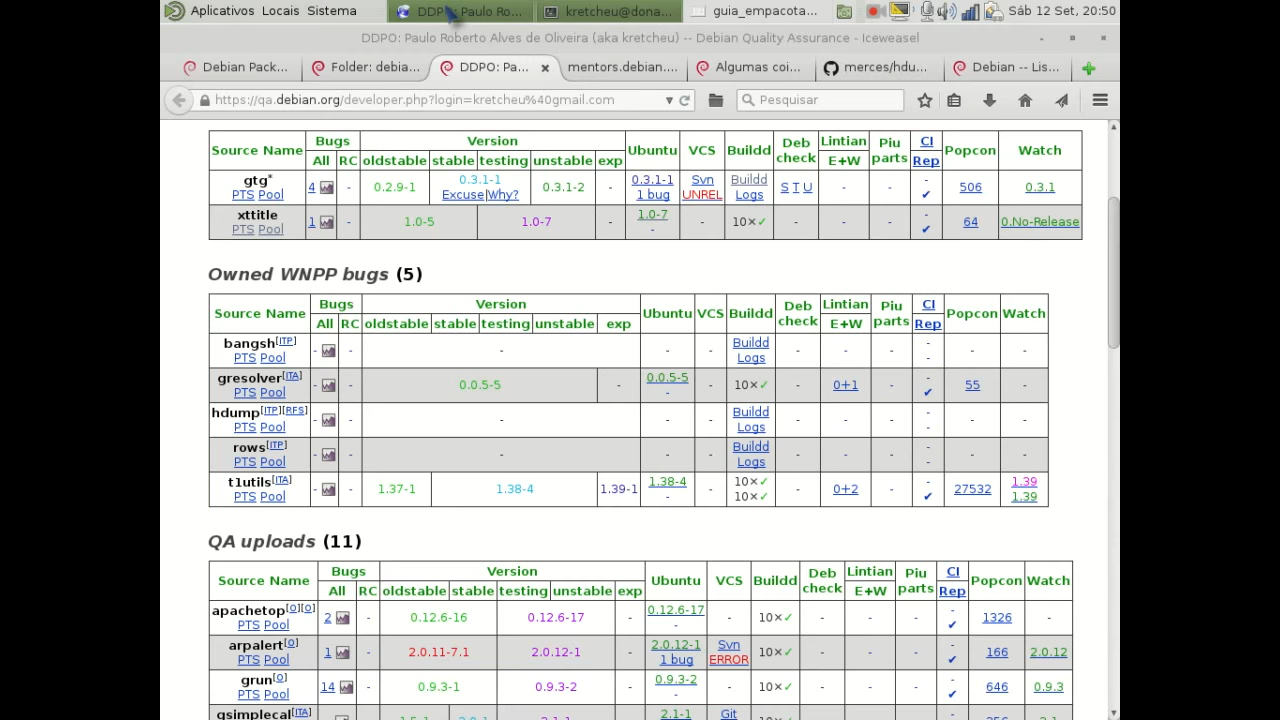 Aplicativos Locais Sistema DDPO: Paulo Ro... kretcheu@dona... guia_empacota... Sáb 12 Set, 20:50
DDPO: Paulo Roberto Alves de Oliveira (aka kretcheu) -- Debian Quality Assurance - Iceweasel
Debian Pack... Folder: debia... DDPO: Pa... mentors.debian.... Algumas coi... merces/hdu... Debian -- Lis...
https://qa.debian.org/developer.php?login=kretcheu%40gmail.com Pesquisar
Source Name Bugs Version Ubuntu VCS Buildd Deb check Lintian Piu parts CI Popcon Watch
All RC oldstable stable testing unstable exp E+W Rep
gtg* 4 - 0.2.9-1 0.3.1-1 0.3.1-2 - 0.3.1-1 Svn Buildd S T U - - - 506 0.3.1
PTS Pool Excuse|Why? 1 bug UNREL Logs ✔
xttitle 1 - 1.0-5 1.0-7 - 1.0-7 - 10×✓ - - - - 64 0.No-Release
PTS Pool - ✔
Owned WNPP bugs (5)
Source Name Bugs Version Ubuntu VCS Buildd Deb check Lintian Piu parts CI Popcon Watch
All RC oldstable stable testing unstable exp E+W Rep
bangsh[ITP] - - - - - Buildd - - - - - -
PTS Pool Logs -
gresolver[ITA] - - 0.0.5-5 - 0.0.5-5 - 10×✓ - 0+1 - - 55 -
PTS Pool - ✔
hdump[ITP][RFS] - - - - - Buildd - - - - - -
PTS Pool Logs -
rows[ITP] - - - - - Buildd - - - - - -
PTS Pool Logs -
t1utils[ITA] - - 1.37-1 1.38-4 1.39-1 1.38-4 - 10×✓ - 0+2 - - 27532 1.39
PTS Pool - 10×✓ ✔ 1.39
QA uploads (11)
Source Name Bugs Version Ubuntu VCS Buildd Deb check Lintian Piu parts CI Popcon Watch
All RC oldstable stable testing unstable exp E+W Rep
apachetop[O][O] 2 - 0.12.6-16 0.12.6-17 - 0.12.6-17 - 10×✓ - - - - 1326 -
PTS Pool - ✔
arpalert[O] 1 - 2.0.11-7.1 2.0.12-1 - 2.0.12-1 Svn 10×✓ - - - - 166 2.0.12
PTS Pool 1 bug ERROR ✔
grun[O] 14 - 0.9.3-1 0.9.3-2 - 0.9.3-2 - 10×✓ - - - - 646 0.9.3
PTS Pool - ✔
gsimplecal[ITA] 2.1-1 Git